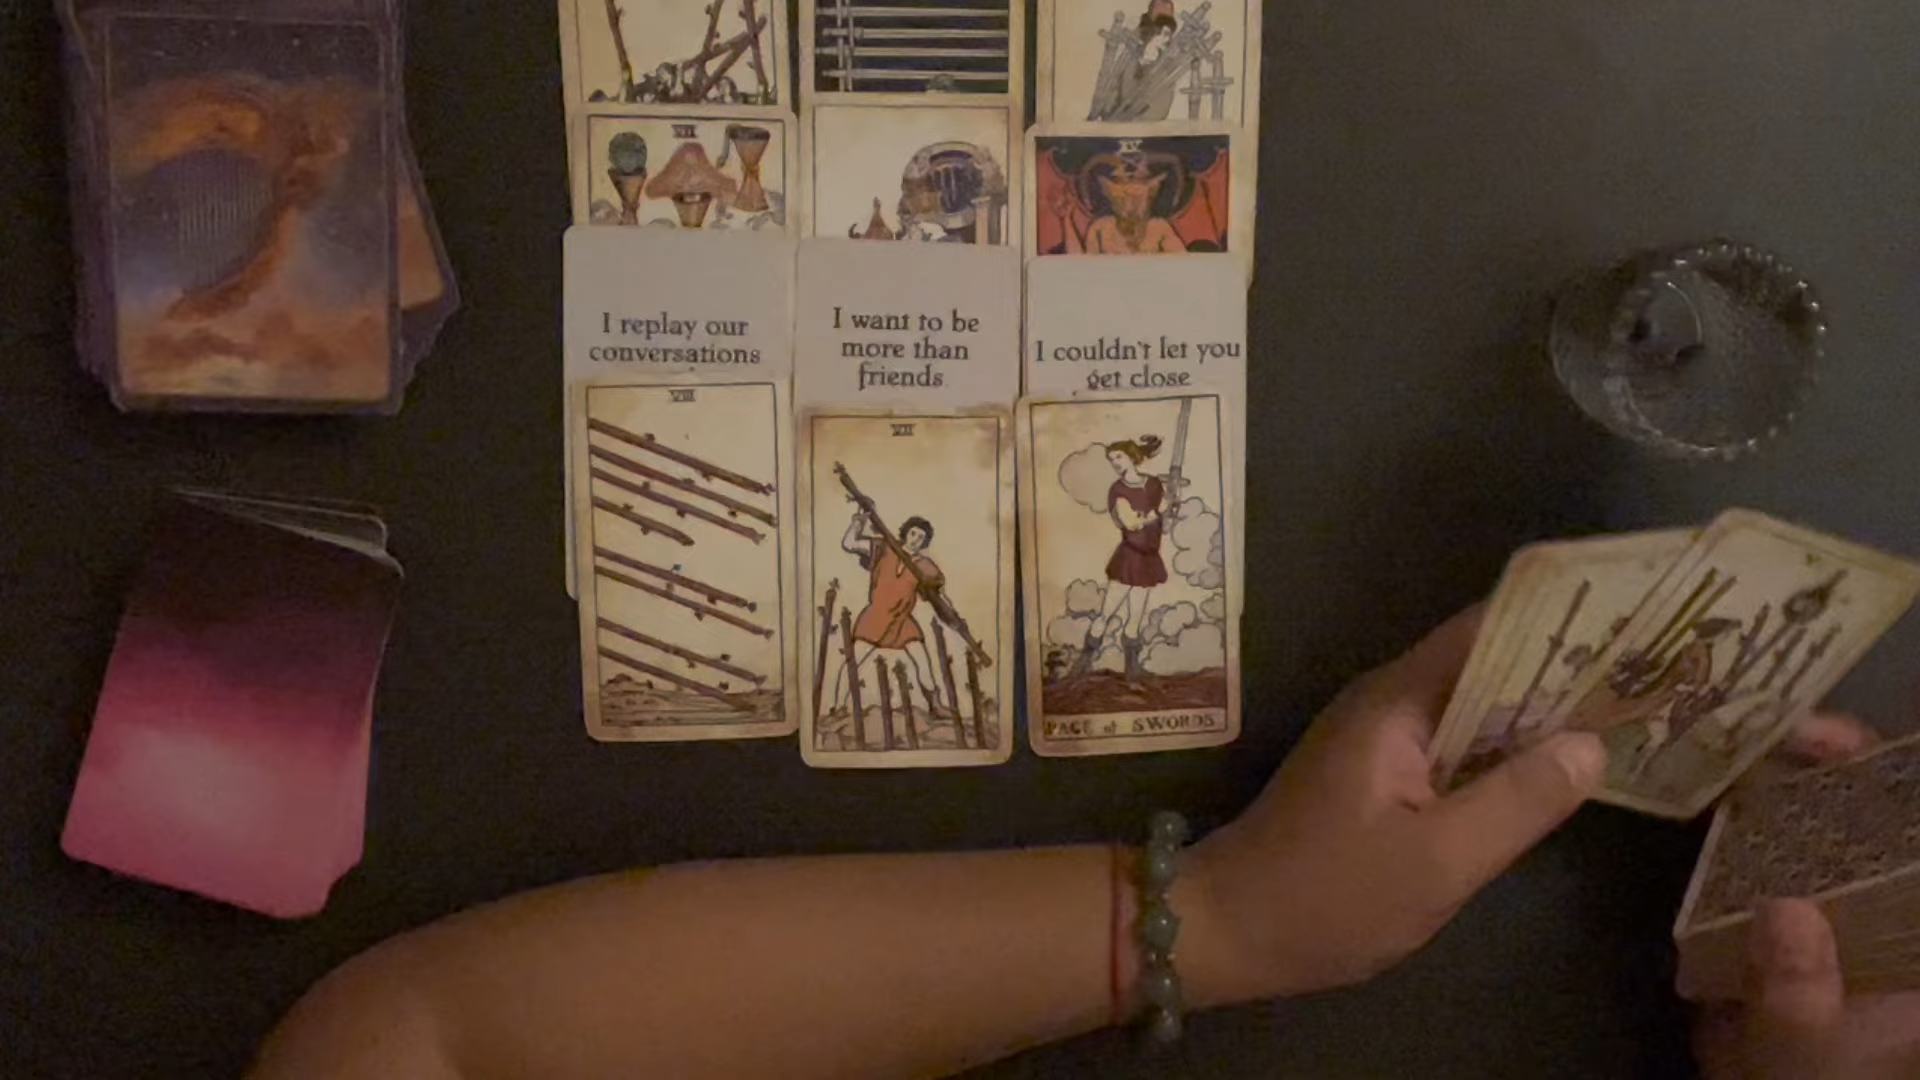 VII
XV
I replay our
conversations
I want to be
more than
friends
I couldn't let you
get close
VIII
VII
PAGE of SWORDS